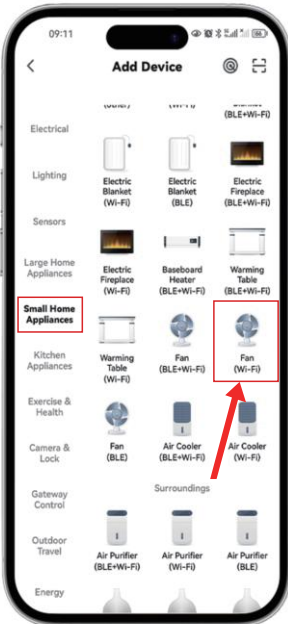 09:11
Add Device
(BLE+Wi-Fi)
Electrical
Lighting
Electric
Blanket
(Wi-Fi)
Electric
Blanket
(BLE)
Electric
Fireplace
(BLE+Wi-Fi)
Sensors
Large Home
Appliances
Electric
Fireplace
(Wi-Fi)
Baseboard
Heater
(BLE+Wi-Fi)
Warming
Table
(BLE+Wi-Fi)
Small Home
Appliances
Kitchen
Appliances
Warming
Table
(Wi-Fi)
Fan
(BLE+Wi-Fi)
Fan
(Wi-Fi)
Exercise &
Health
Camera &
Lock
Fan
(BLE)
Air Cooler
(BLE+Wi-Fi)
Air Cooler
(Wi-Fi)
Gateway
Control
Surroundings
Outdoor
Travel
Air Purifier
(BLE+Wi-Fi)
Air Purifier
(Wi-Fi)
Air Purifier
(BLE)
Energy